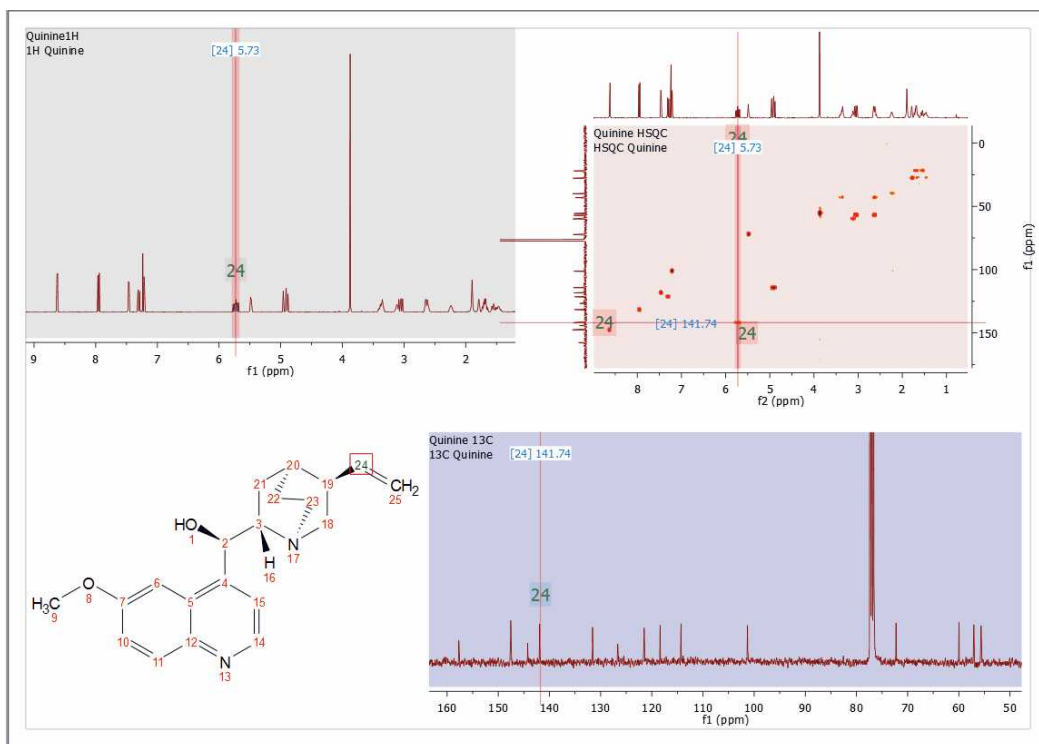 Quinine1H
1H Quinine
[24] 5.73
24
9 8 7 6 5 4 3 2
f1 (ppm)
Quinine HSQC
HSQC Quinine
24
[24] 5.73
24
[24] 141.74
24
0
50
100
150
f1 (ppm)
8 7 6 5 4 3 2 1
f2 (ppm)
20
24
21
19
CH2
25
22
23
HO
1
3
18
2
N
17
H
16
O
8
6
4
H3C
9
7
5
15
10
12
14
11
N
13
Quinine 13C
13C Quinine
[24] 141.74
24
160 150 140 130 120 110 100 90 80 70 60 50
f1 (ppm)